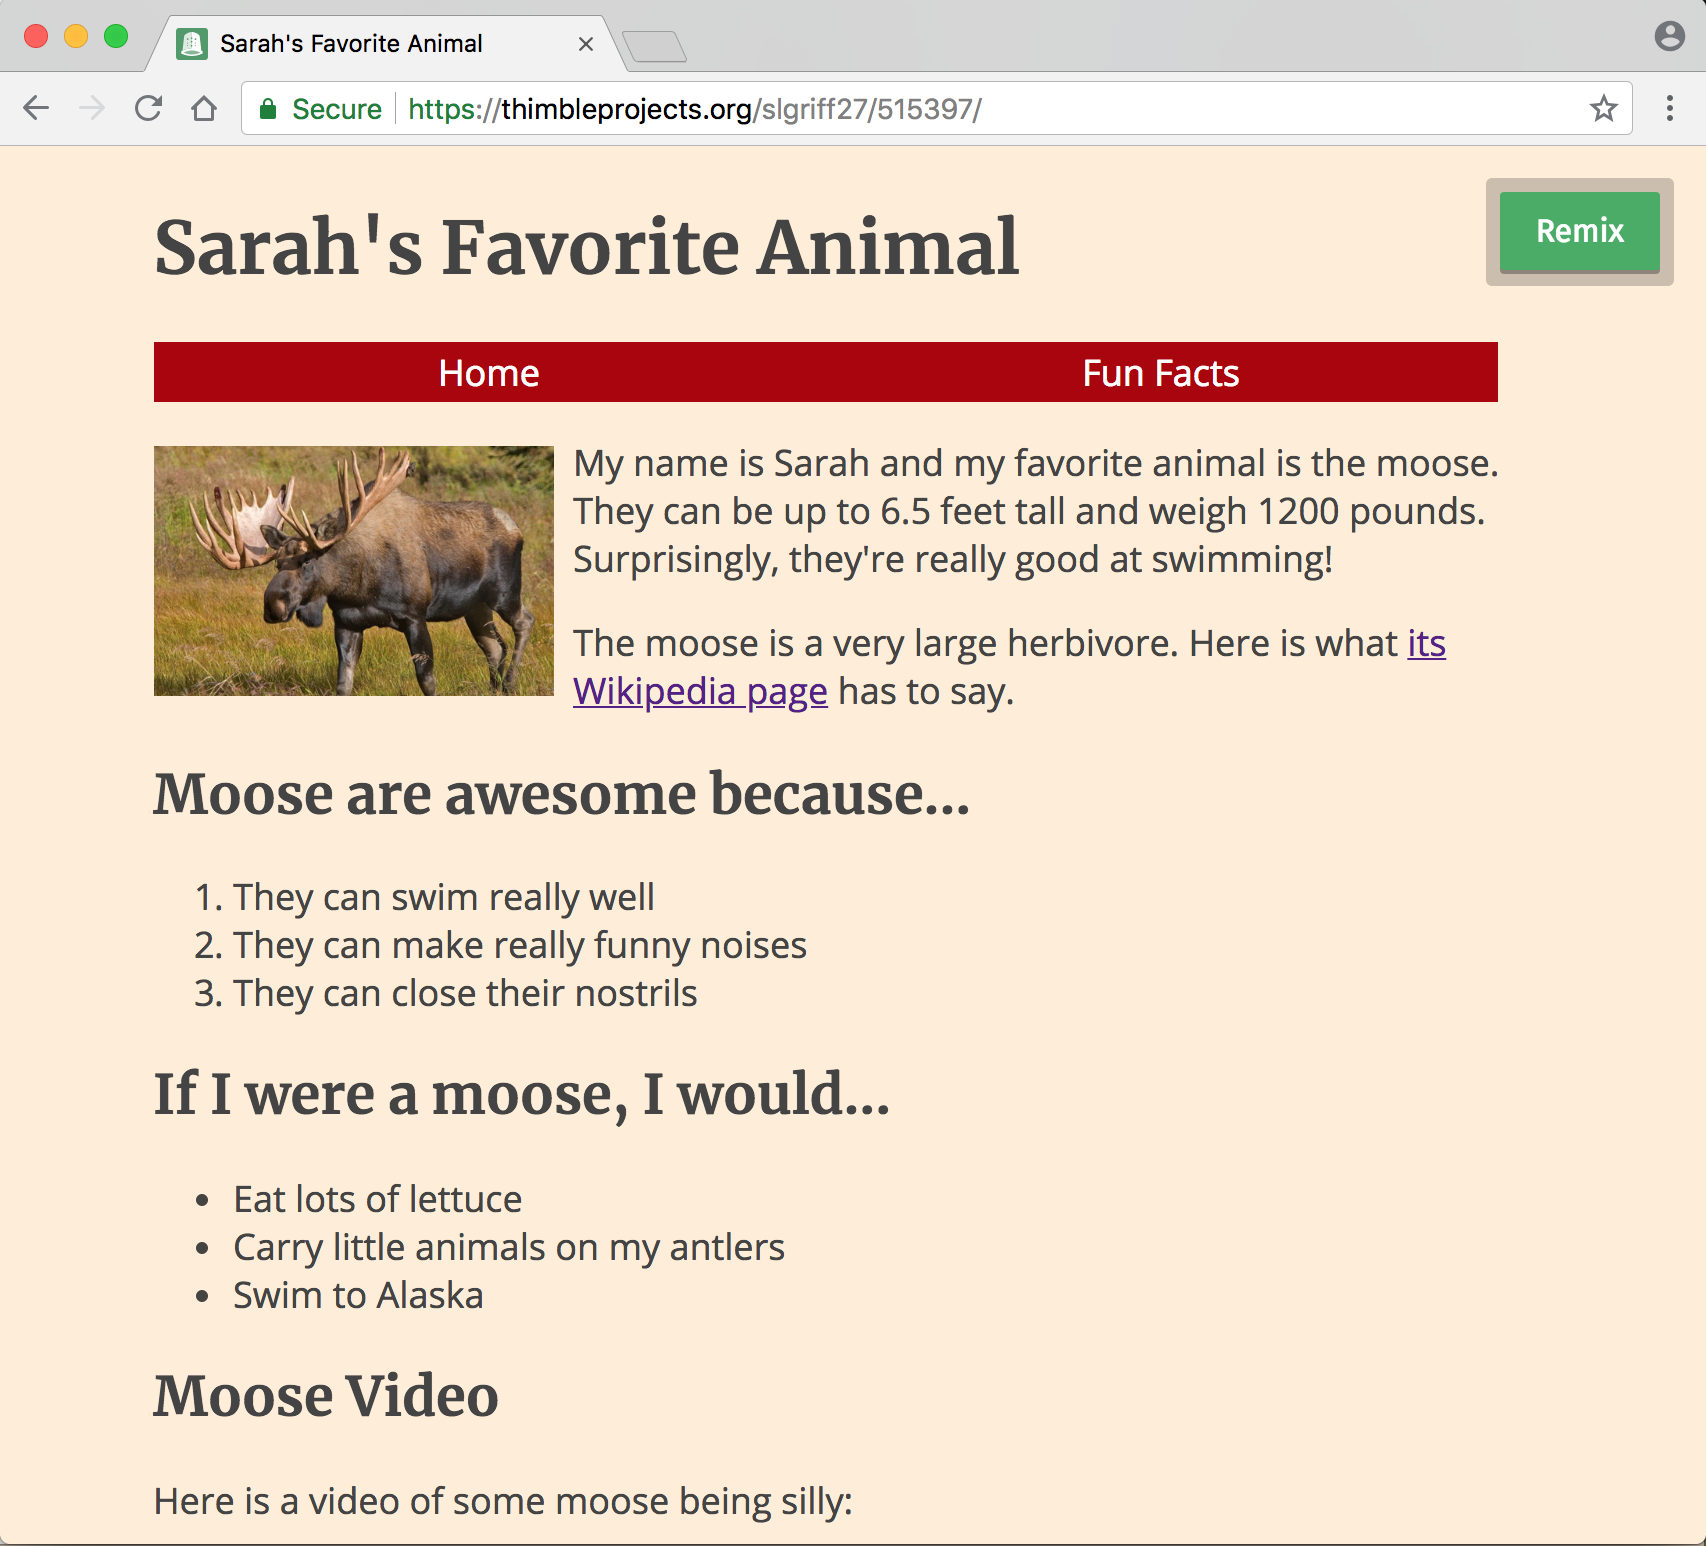 Sarah's Favorite Animal
Secure https://thimbleprojects.org/slgriff27/515397/
Remix
Sarah's Favorite Animal
Home Fun Facts
My name is Sarah and my favorite animal is the moose.
They can be up to 6.5 feet tall and weigh 1200 pounds.
Surprisingly, they're really good at swimming!
The moose is a very large herbivore. Here is what its
Wikipedia page has to say.
Moose are awesome because...
1. They can swim really well
2. They can make really funny noises
3. They can close their nostrils
If I were a moose, I would...
• Eat lots of lettuce
• Carry little animals on my antlers
• Swim to Alaska
Moose Video
Here is a video of some moose being silly: